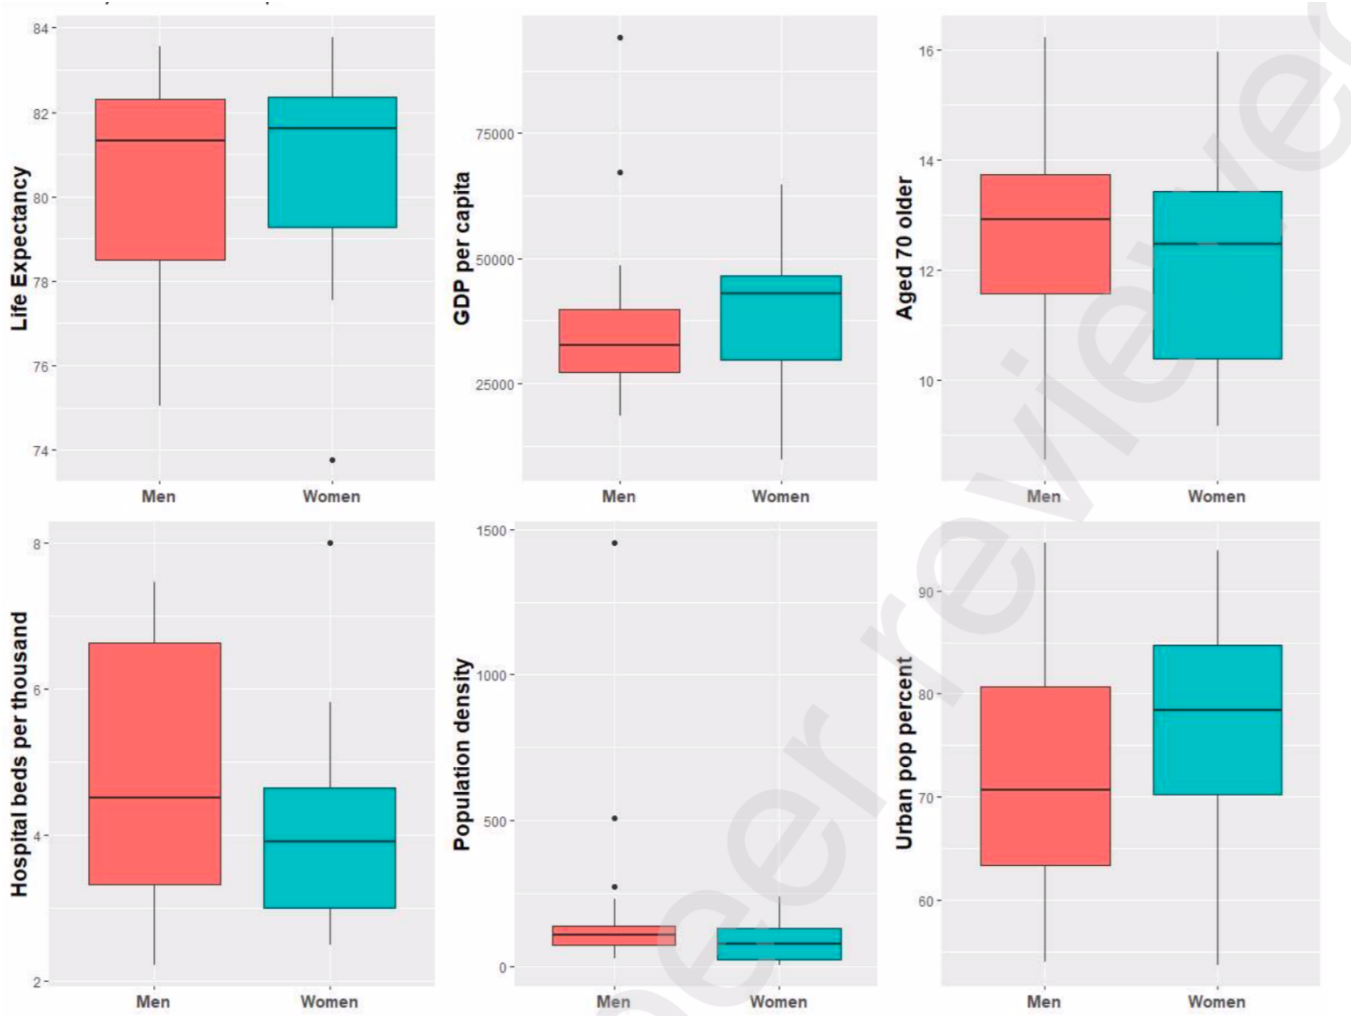 Life Expectancy
84
82
80
78
76
74
Men Women
GDP per capita
75000
50000
25000
Men Women
Aged 70 older
16
14
12
10
Men Women
Hospital beds per thousand
8
6
4
2
Men Women
Population density
1500
1000
500
0
Men Women
Urban pop percent
90
80
70
60
Men Women
peer reviewed